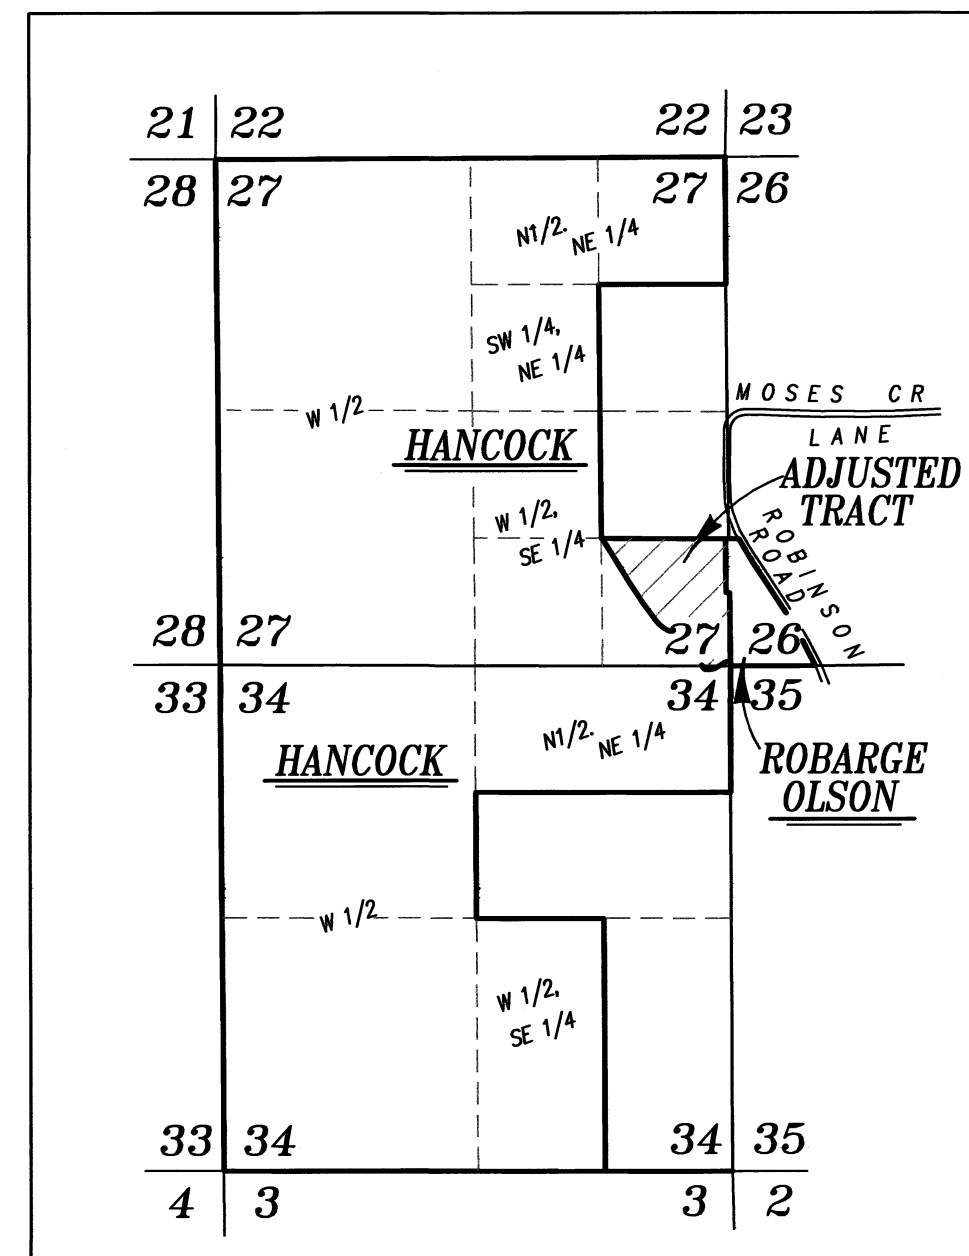 21 22
22 23
28 27
27 26
N1/2.
NE 1/4
SW 1/4,
NE 1/4
W 1/2
MOSES CR
LANE
HANCOCK
ADJUSTED
TRACT
W 1/2,
SE 1/4
ROBINSON
ROAD
28 27
27 26
33 34
34 35
N1/2.
NE 1/4
HANCOCK
ROBARGE
OLSON
W 1/2
W 1/2,
SE 1/4
33 34
34 35
4 3
3 2